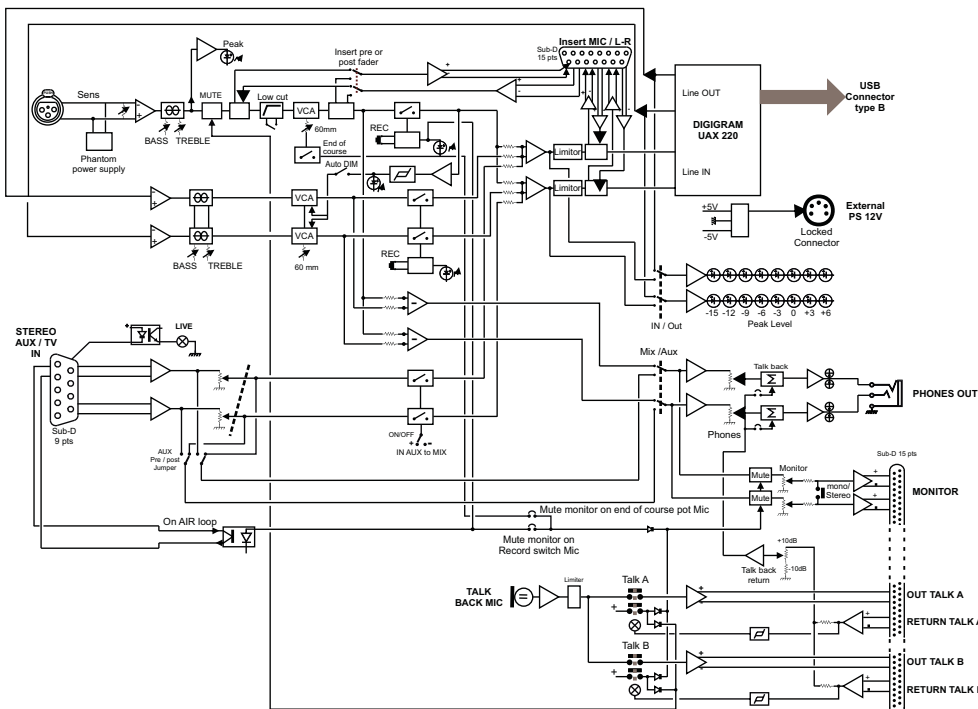 Insert MIC / L-R
Sub-D
15 pts
Peak
Insert pre or
post fader
Sens
MUTE
Low cut
VCA
60mm
BASS
TREBLE
Phantom
power supply
End of
course
REC
Auto DIM
Limitor
Limitor
Line OUT
DIGIGRAM
UAX 220
Line IN
USB
Connector
type B
+5V
-5V
External
PS 12V
Locked
Connector
VCA
VCA
60 mm
BASS
TREBLE
REC
IN / Out
-15 -12 -9 -6 -3 0 +3 +6
Peak Level
STEREO
AUX / TV
IN
LIVE
Sub-D
9 pts
AUX
Pre / post
Jumper
ON/OFF
IN AUX to MIX
Mix /Aux
Talk back
Σ
Σ
Phones
PHONES OUT
Sub-D 15 pts
Mute
Mute
Monitor
mono/
Stereo
MONITOR
On AIR loop
Mute monitor on end of course pot Mic
Mute monitor on
Record switch Mic
+10dB
-10dB
Talk back
return
TALK
BACK MIC
Limiter
Talk A
Talk B
OUT TALK A
RETURN TALK A
OUT TALK B